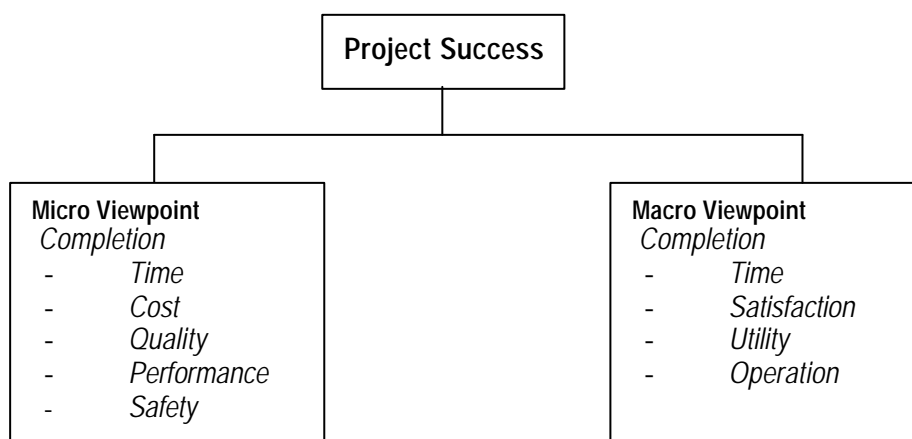 Project Success
Micro Viewpoint
Completion
- Time
- Cost
- Quality
- Performance
- Safety
Macro Viewpoint
Completion
- Time
- Satisfaction
- Utility
- Operation